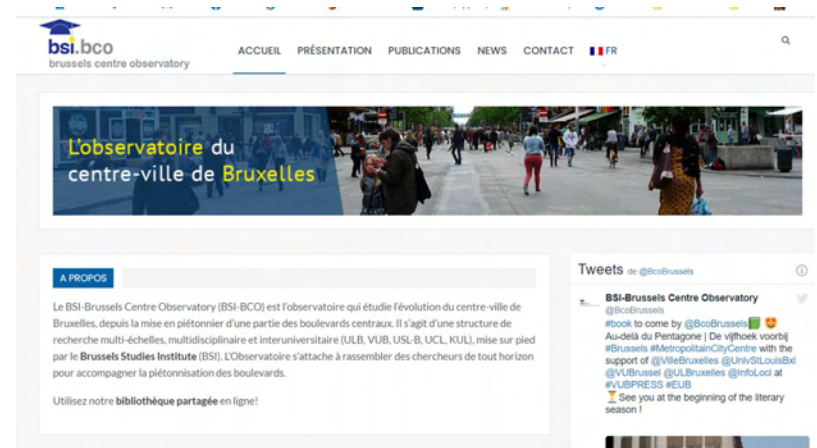 bsi.bco
brussels centre observatory
ACCUEIL PRÉSENTATION PUBLICATIONS NEWS CONTACT FR
L'observatoire du
centre-ville de Bruxelles
A PROPOS
Le BSI-Brussels Centre Observatory (BSI-BCO) est l'observatoire qui étudie l'évolution du centre-ville de
Bruxelles, depuis la mise en piétonnier d'une partie des boulevards centraux. Il s'agit d'une structure de
recherche multi-échelles, multidisciplinaire et interuniversitaire (ULB, VUB, USL-B, UCL, KUL), mise sur pied
par le Brussels Studies Institute (BSI). L'Observatoire s'attache à rassembler des chercheurs de tout horizon
pour accompagner la piétonnisation des boulevards.
Utilisez notre bibliothèque partagée en ligne!
Tweets de @BcoBrussels
BSI-Brussels Centre Observatory
@BcoBrussels
#book to come by @BcoBrussels
Au-delà du Pentagone | De vijfhoek voorbij
#Brussels #MetropolitainCityCentre with the
support of @VilleBruxelles @UnivStLouisBxl
@VUBrussel @ULBruxelles @InfoLoci at
#VUBPRESS #EUB
See you at the beginning of the literary
season !